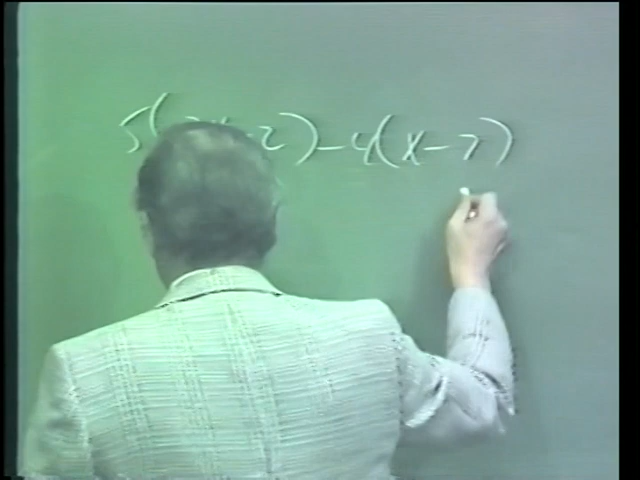 5( 2) - 4(x - 7)